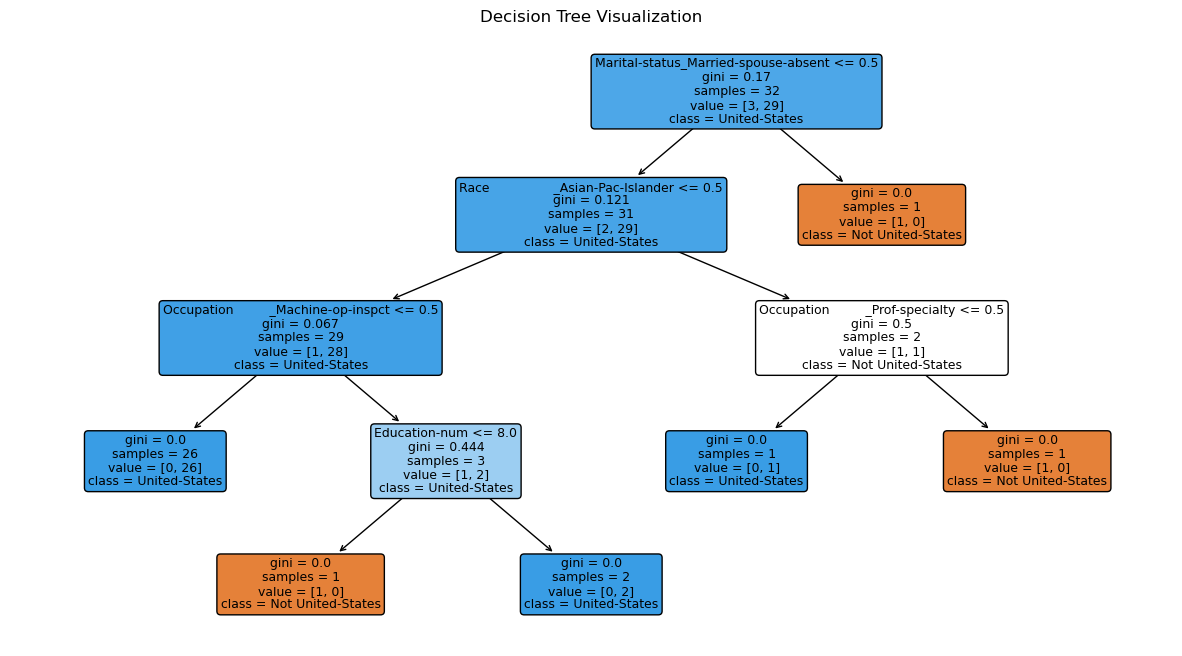 Decision Tree Visualization
Marital-status_Married-spouse-absent <= 0.5
gini = 0.17
samples = 32
value = [3, 29]
class = United-States
Race _Asian-Pac-Islander <= 0.5
gini = 0.121
samples = 31
value = [2, 29]
class = United-States
gini = 0.0
samples = 1
value = [1, 0]
class = Not United-States
Occupation _Machine-op-inspct <= 0.5
gini = 0.067
samples = 29
value = [1, 28]
class = United-States
Occupation _Prof-specialty <= 0.5
gini = 0.5
samples = 2
value = [1, 1]
class = Not United-States
gini = 0.0
samples = 26
value = [0, 26]
class = United-States
Education-num <= 8.0
gini = 0.444
samples = 3
value = [1, 2]
class = United-States
gini = 0.0
samples = 1
value = [0, 1]
class = United-States
gini = 0.0
samples = 1
value = [1, 0]
class = Not United-States
gini = 0.0
samples = 1
value = [1, 0]
class = Not United-States
gini = 0.0
samples = 2
value = [0, 2]
class = United-States